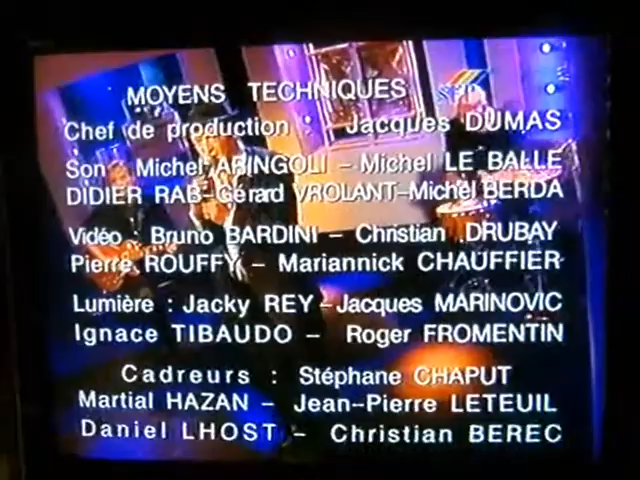 MOYENS TECHNIQUES SFP
Chef de production : Jacques DUMAS
Son : Michel ARINGOLI – Michel LE BALLE
DIDIER RAB–Gérard VROLANT–Michel BERDA
Vidéo : Bruno BARDINI – Christian DRUBAY
Pierre ROUFFY – Mariannick CHAUFFIER
Lumière : Jacky REY – Jacques MARINOVIC
Ignace TIBAUDO – Roger FROMENTIN
Cadreurs : Stéphane CHAPUT
Martial HAZAN – Jean–Pierre LETEUIL
Daniel LHOST – Christian BEREC